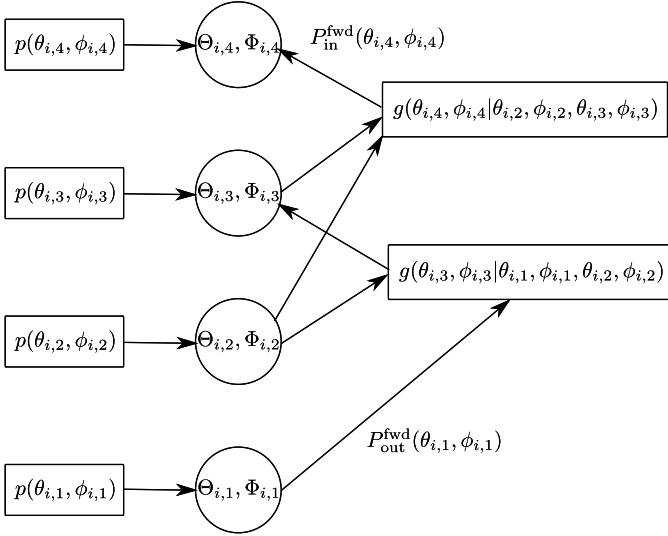 p(θ_{i,4}, ϕ_{i,4})
Θ_{i,4}, Φ_{i,4}
P_{in}^{fwd}(θ_{i,4}, ϕ_{i,4})
g(θ_{i,4}, ϕ_{i,4}|θ_{i,2}, ϕ_{i,2}, θ_{i,3}, ϕ_{i,3})
p(θ_{i,3}, ϕ_{i,3})
Θ_{i,3}, Φ_{i,3}
g(θ_{i,3}, ϕ_{i,3}|θ_{i,1}, ϕ_{i,1}, θ_{i,2}, ϕ_{i,2})
p(θ_{i,2}, ϕ_{i,2})
Θ_{i,2}, Φ_{i,2}
P_{out}^{fwd}(θ_{i,1}, ϕ_{i,1})
p(θ_{i,1}, ϕ_{i,1})
Θ_{i,1}, Φ_{i,1}